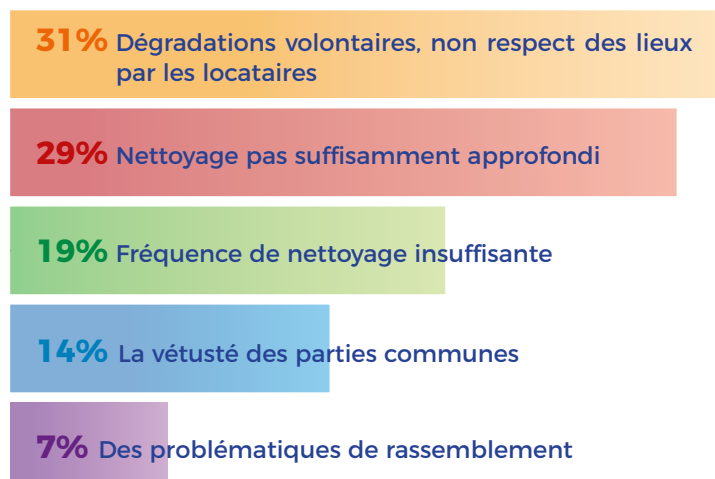 31% Dégradations volontaires, non respect des lieux
par les locataires
29% Nettoyage pas suffisamment approfondi
19% Fréquence de nettoyage insuffisante
14% La vétusté des parties communes
7% Des problématiques de rassemblement